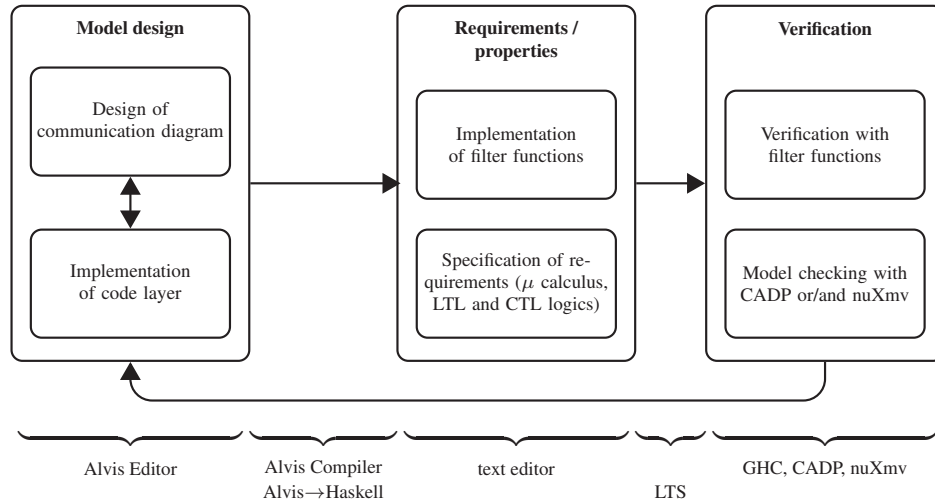 Model design
Design of
communication diagram
Implementation
of code layer
Requirements /
properties
Implementation
of filter functions
Specification of re-
quirements (μ calculus,
LTL and CTL logics)
Verification
Verification with
filter functions
Model checking with
CADP or/and nuXmv
Alvis Editor
Alvis Compiler
Alvis→Haskell
text editor
LTS
GHC, CADP, nuXmv